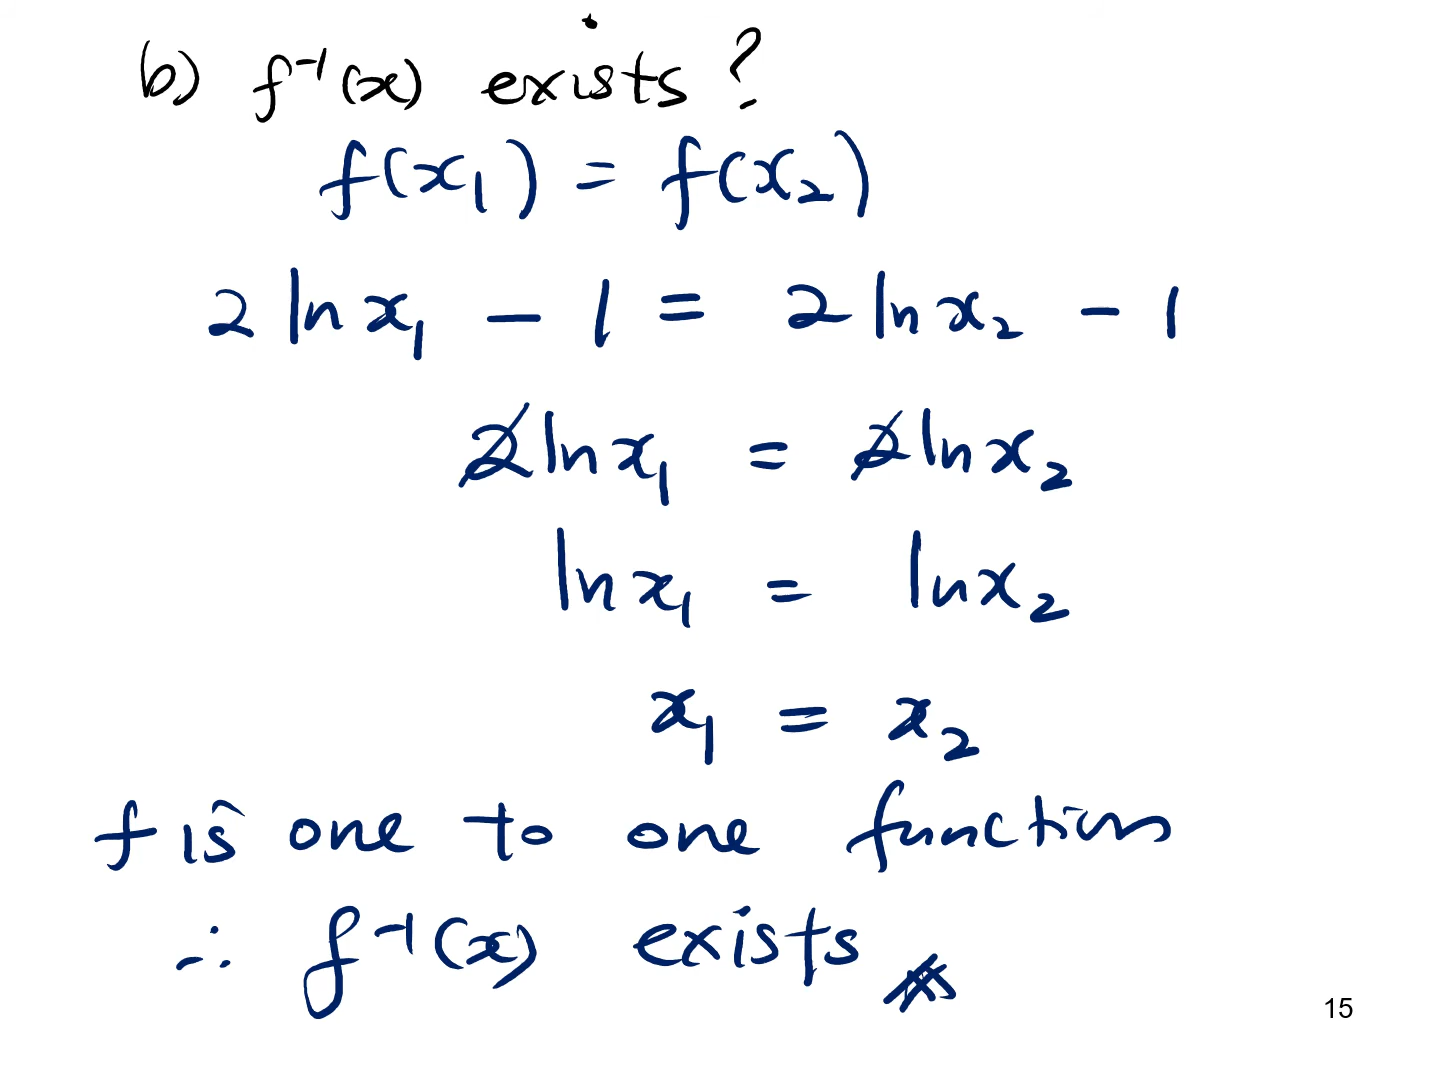 b) f⁻¹(x) exists ?
f(x₁) = f(x₂)
2 ln x₁ − 1 = 2 ln x₂ − 1
2 ln x₁ = 2 ln x₂
ln x₁ = ln x₂
x₁ = x₂
f is one to one function
∴ f⁻¹(x) exists
15